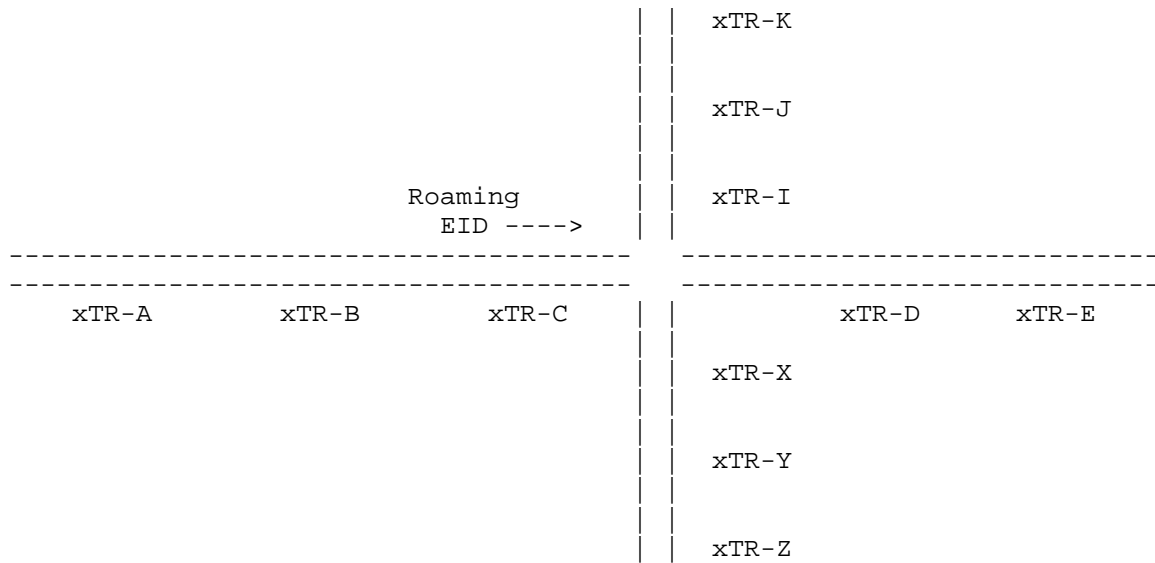 xTR-K
xTR-J
Roaming xTR-I
EID ---->
xTR-A xTR-B xTR-C xTR-D xTR-E
xTR-X
xTR-Y
xTR-Z